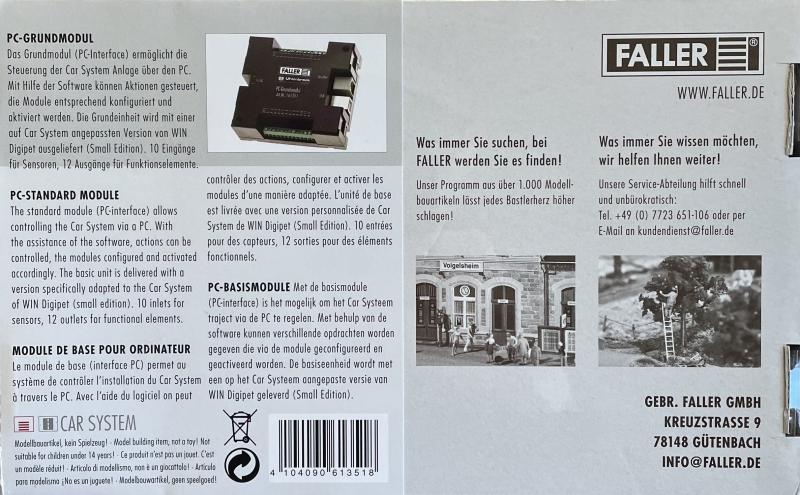 PC-GRUNDMODUL
Das Grundmodul (PC-Interface) ermöglicht die
Steuerung der Car System Anlage über den PC.
Mit Hilfe der Software können Aktionen gesteuert,
die Module entsprechend konfiguriert und
aktiviert werden. Die Grundeinheit wird mit einer
auf Car System angepassten Version von WIN
Digipet ausgeliefert (Small Edition). 10 Eingänge
für Sensoren, 12 Ausgänge für Funktionselemente.
PC-STANDARD MODULE
The standard module (PC-interface) allows
controlling the Car System via a PC. With
the assistance of the software, actions can be
controlled, the modules configured and activated
accordingly. The basic unit is delivered with a
version specifically adapted to the Car System
of WIN Digipet (small edition). 10 inlets for
sensors, 12 outlets for functional elements.
MODULE DE BASE POUR ORDINATEUR
Le module de base (interface PC) permet au
système de contrôler l'installation du Car System
à travers le PC. Avec l'aide du logiciel on peut
FALLER
Uhlenbrock
PC-Grundmodul
contrôler des actions, configurer et activer les
modules d'une manière adaptée. L'unité de base
est livrée avec une version personnalisée de Car
System de WIN Digipet (Small Edition). 10 entrées
pour des capteurs, 12 sorties pour des éléments
fonctionnels.
PC-BASISMODULE Met de basismodule
(PC-interface) is het mogelijk om het Car Systeem
traject via de PC te regelen. Met behulp van de
software kunnen verschillende opdrachten worden
gegeven die via de module geconfigureerd en
geactiveerd worden. De basiseenheid wordt met
een op het Car Systeem aangepaste versie van
WIN Digipet geleverd (Small Edition).
CAR SYSTEM
Modellbauartikel, kein Spielzeug! · Model building item, not a toy! Not
suitable for children under 14 years! · Ce n'est pas un jouet. C'est
un modèle réduit! · Articolo di modellismo, non è un giocattolo! · Artículo
para modelismo ¡No es un juguete! · Modelbouwartikel, geen speelgoed!
4 104090 613518
FALLER ®
WWW.FALLER.DE
Was immer Sie suchen, bei
FALLER werden Sie es finden!
Unser Programm aus über 1.000 Modell-
bauartikeln lässt jedes Bastlerherz höher
schlagen!
Was immer Sie wissen möchten,
wir helfen Ihnen weiter!
Unsere Service-Abteilung hilft schnell
und unbürokratisch:
Tel. +49 (0) 7723 651-106 oder per
E-Mail an kundendienst@faller.de
Volgelsheim
GEBR. FALLER GMBH
KREUZSTRASSE 9
78148 GÜTENBACH
INFO@FALLER.DE